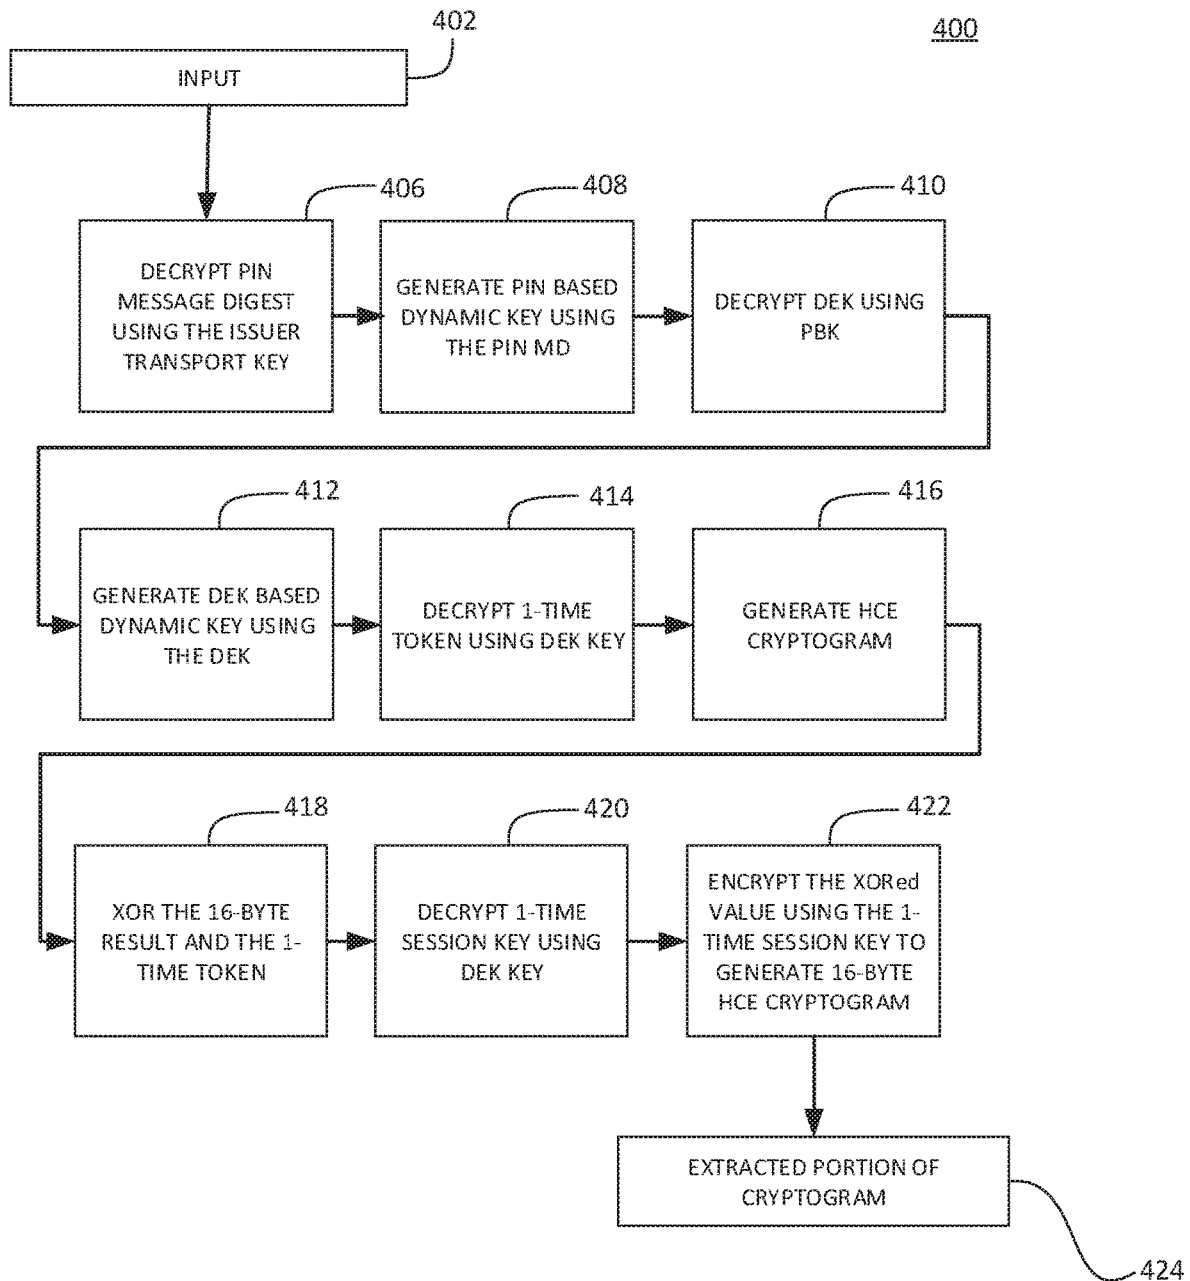 402
400
INPUT
406
408
410
DECRYPT PIN
MESSAGE DIGEST
USING THE ISSUER
TRANSPORT KEY
GENERATE PIN BASED
DYNAMIC KEY USING
THE PIN MD
DECRYPT DEK USING
PBK
412
414
416
GENERATE DEK BASED
DYNAMIC KEY USING
THE DEK
DECRYPT 1-TIME
TOKEN USING DEK KEY
GENERATE HCE
CRYPTOGRAM
418
420
422
XOR THE 16-BYTE
RESULT AND THE 1-
TIME TOKEN
DECRYPT 1-TIME
SESSION KEY USING
DEK KEY
ENCRYPT THE XORed
VALUE USING THE 1-
TIME SESSION KEY TO
GENERATE 16-BYTE
HCE CRYPTOGRAM
EXTRACTED PORTION OF
CRYPTOGRAM
424